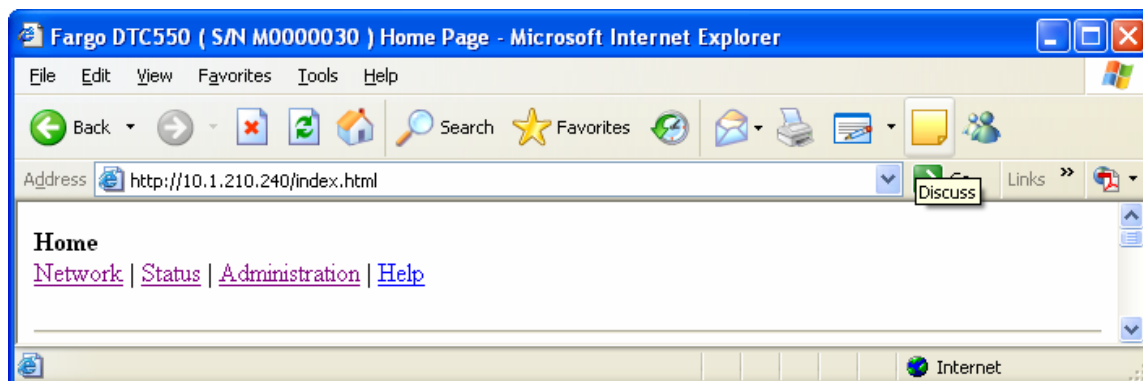 Fargo DTC550 ( S/N M0000030 ) Home Page - Microsoft Internet Explorer
File Edit View Favorites Tools Help
Back Search Favorites
Address http://10.1.210.240/index.html Links »
Discuss
Home
Network | Status | Administration | Help
Internet